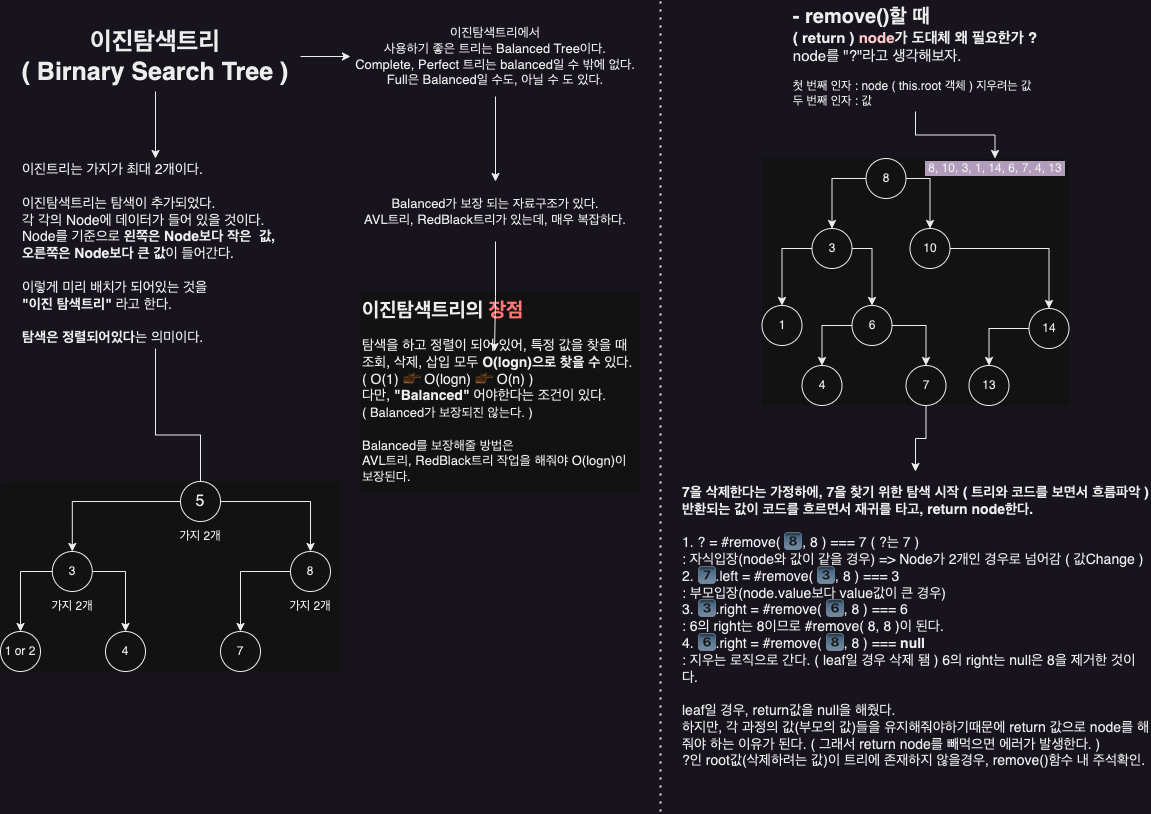 이진탐색트리
( Birnary Search Tree )
이진트리는 가지가 최대 2개이다.
이진탐색트리는 탐색이 추가되었다.
각 각의 Node에 데이터가 들어 있을 것이다.
Node를 기준으로 왼쪽은 Node보다 작은 값,
오른쪽은 Node보다 큰 값이 들어간다.
이렇게 미리 배치가 되어있는 것을
"이진 탐색트리" 라고 한다.
탐색은 정렬되어있다는 의미이다.
5
가지 2개
3
가지 2개
8
가지 2개
1 or 2
4
7
이진탐색트리에서
사용하기 좋은 트리는 Balanced Tree이다.
Complete, Perfect 트리는 balanced일 수 밖에 없다.
Full은 Balanced일 수도, 아닐 수 도 있다.
Balanced가 보장 되는 자료구조가 있다.
AVL트리, RedBlack트리가 있는데, 매우 복잡하다.
이진탐색트리의 장점
탐색을 하고 정렬이 되어 있어, 특정 값을 찾을 때
조회, 삭제, 삽입 모두 O(logn)으로 찾을 수 있다.
( O(1) 👉 O(logn) 👉 O(n) )
다만, "Balanced" 어야한다는 조건이 있다.
( Balanced가 보장되진 않는다. )
Balanced를 보장해줄 방법은
AVL트리, RedBlack트리 작업을 해줘야 O(logn)이
보장된다.
- remove()할 때
( return ) node가 도대체 왜 필요한가 ?
node를 "?"라고 생각해보자.
첫 번째 인자 : node ( this.root 객체 ) 지우려는 값
두 번째 인자 : 값
8, 10, 3, 1, 14, 6, 7, 4, 13
8
3
10
1
6
14
4
7
13
7을 삭제한다는 가정하에, 7을 찾기 위한 탐색 시작 ( 트리와 코드를 보면서 흐름파악 )
반환되는 값이 코드를 흐르면서 재귀를 타고, return node한다.
1. ? = #remove( 8️⃣, 8 ) === 7 ( ?는 7 )
: 자식입장(node와 값이 같을 경우) => Node가 2개인 경우로 넘어감 ( 값Change )
2. 7️⃣.left = #remove( 3️⃣, 8 ) === 3
: 부모입장(node.value보다 value값이 큰 경우)
3. 3️⃣.right = #remove( 6️⃣, 8 ) === 6
: 6의 right는 8이므로 #remove( 8, 8 )이 된다.
4. 6️⃣.right = #remove( 8️⃣, 8 ) === null
: 지우는 로직으로 간다. ( leaf일 경우 삭제 됌 ) 6의 right는 null은 8을 제거한 것이
다.
leaf일 경우, return값을 null을 해줬다.
하지만, 각 과정의 값(부모의 값)들을 유지해줘야하기때문에 return 값으로 node를 해
줘야 하는 이유가 된다. ( 그래서 return node를 빼먹으면 에러가 발생한다. )
?인 root값(삭제하려는 값)이 트리에 존재하지 않을경우, remove()함수 내 주석확인.